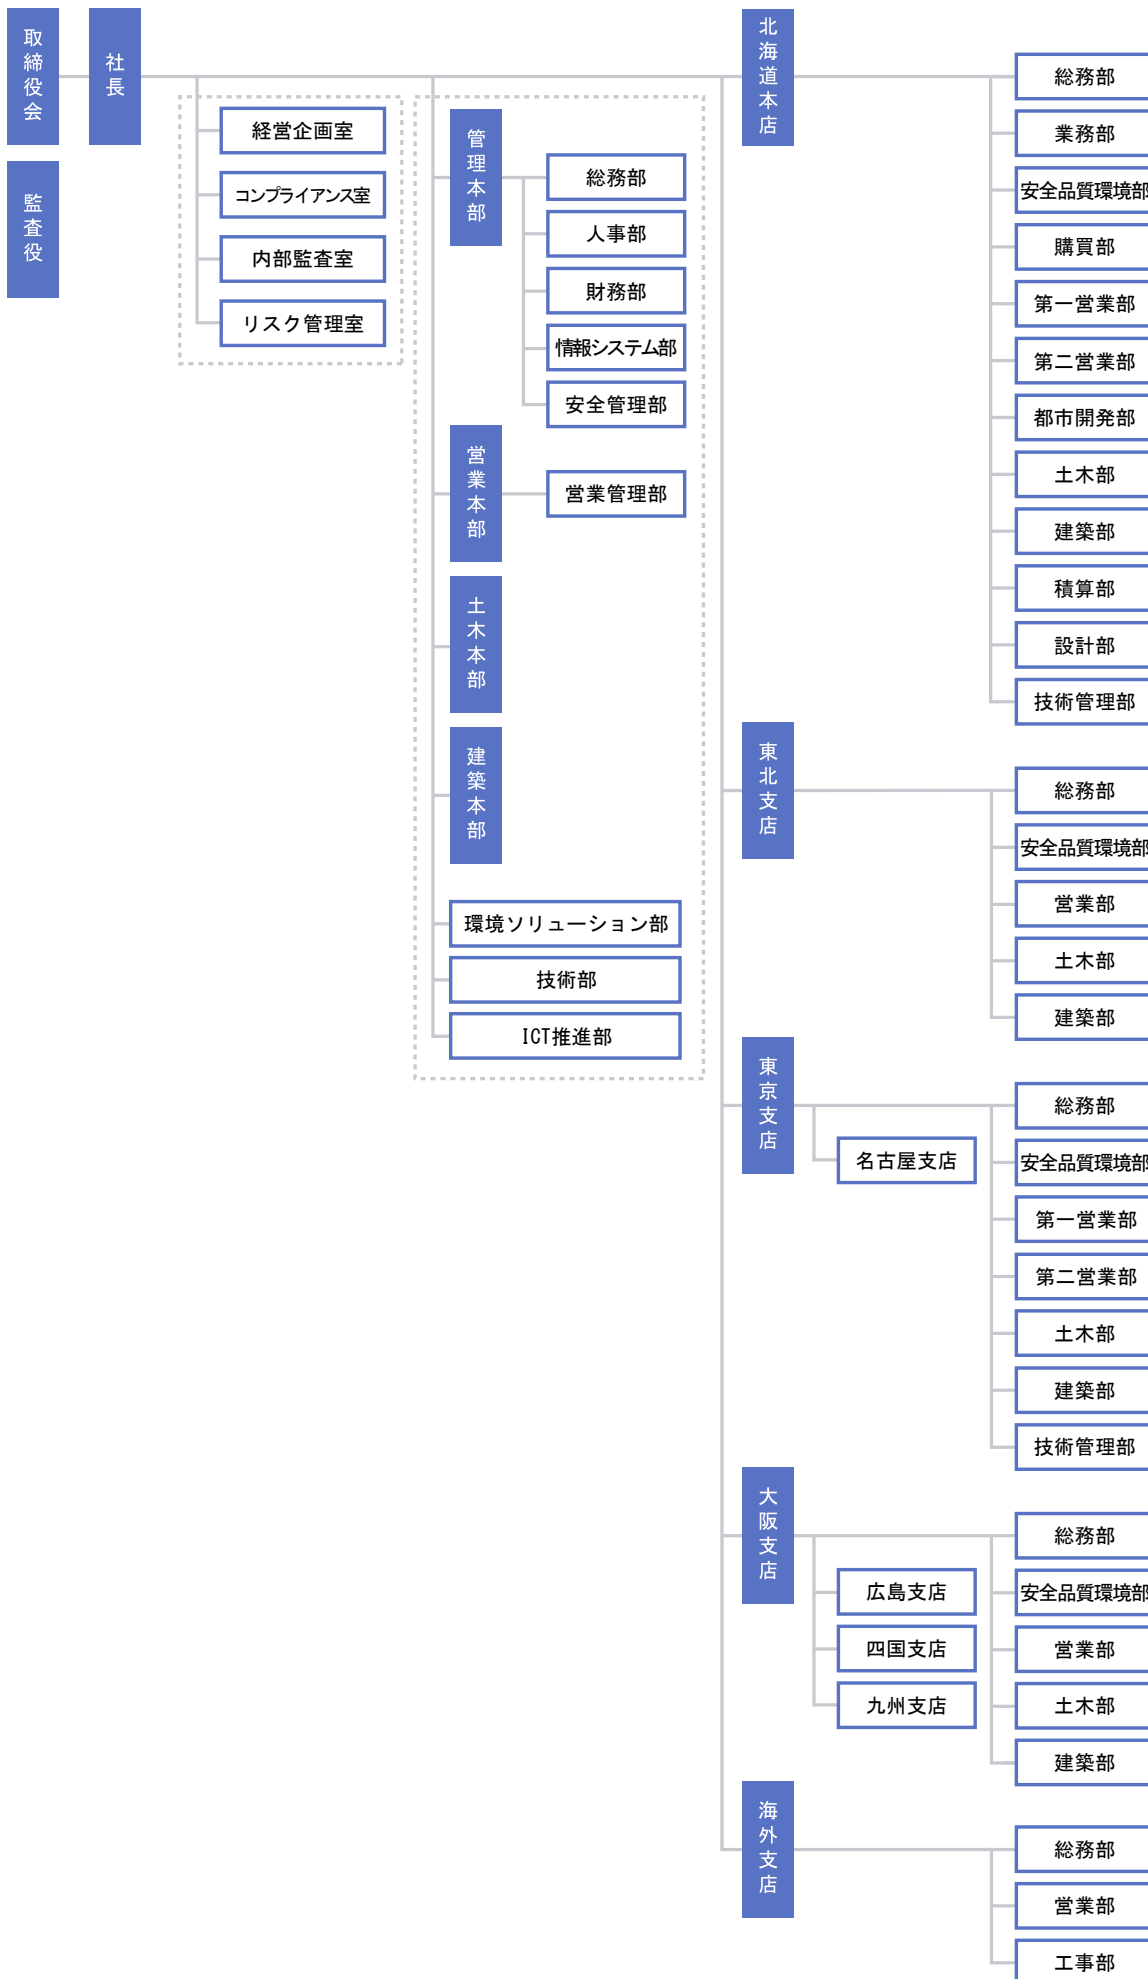 取締役会
監査役
社長
経営企画室
コンプライアンス室
内部監査室
リスク管理室
管理本部
総務部
人事部
財務部
情報システム部
安全管理部
営業本部
営業管理部
土木本部
建築本部
環境ソリューション部
技術部
ICT推進部
北海道本店
総務部
業務部
安全品質環境部
購買部
第一営業部
第二営業部
都市開発部
土木部
建築部
積算部
設計部
技術管理部
東北支店
総務部
安全品質環境部
営業部
土木部
建築部
東京支店
名古屋支店
総務部
安全品質環境部
第一営業部
第二営業部
土木部
建築部
技術管理部
大阪支店
広島支店
四国支店
九州支店
総務部
安全品質環境部
営業部
土木部
建築部
海外支店
総務部
営業部
工事部